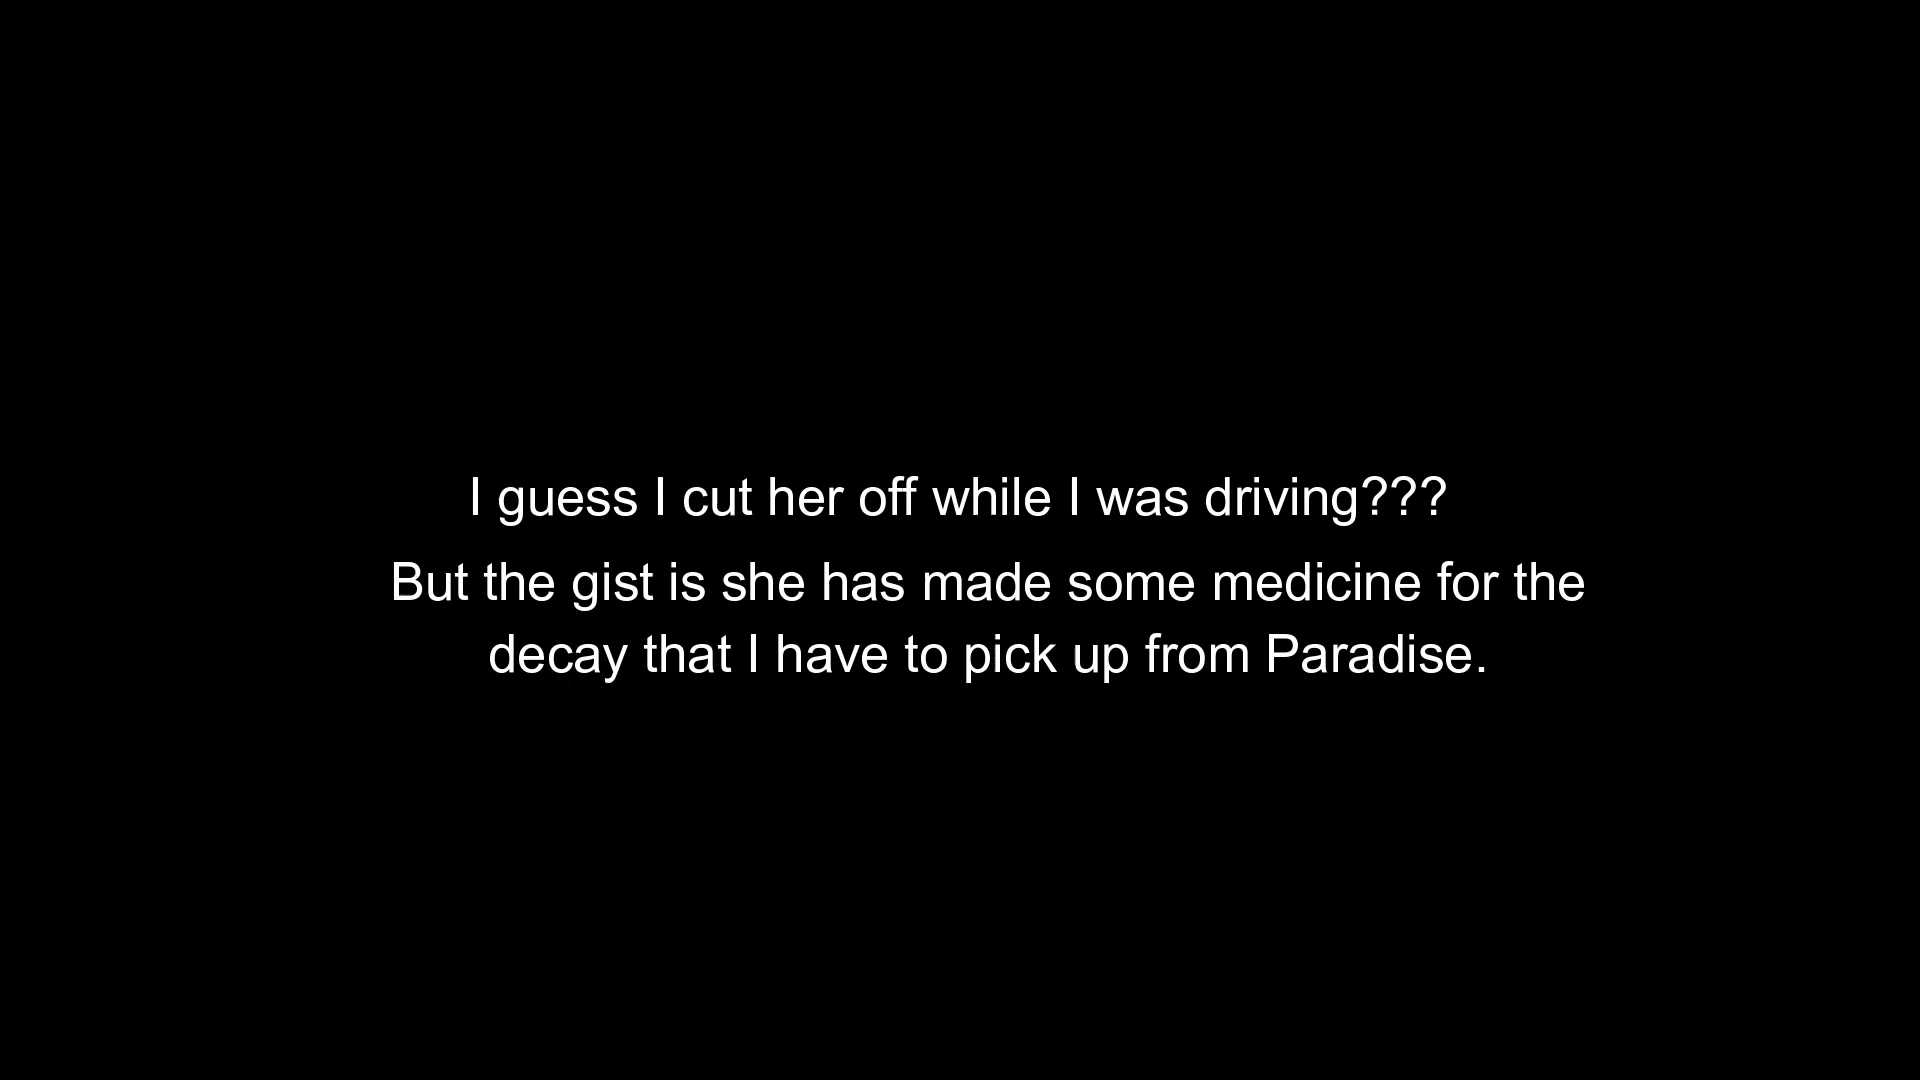 I guess I cut her off while I was driving???
But the gist is she has made some medicine for the
decay that I have to pick up from Paradise.